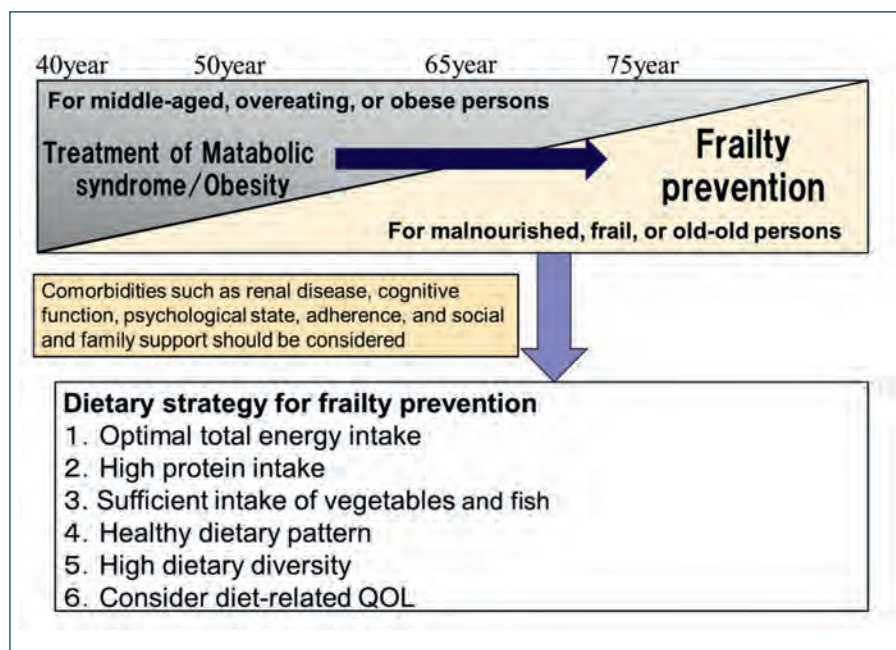 40year 50year 65year 75year
For middle-aged, overeating, or obese persons
Treatment of Matabolic
syndrome/Obesity
Frailty
prevention
For malnourished, frail, or old-old persons
Comorbidities such as renal disease, cognitive
function, psychological state, adherence, and social
and family support should be considered
Dietary strategy for frailty prevention
1. Optimal total energy intake
2. High protein intake
3. Sufficient intake of vegetables and fish
4. Healthy dietary pattern
5. High dietary diversity
6. Consider diet-related QOL